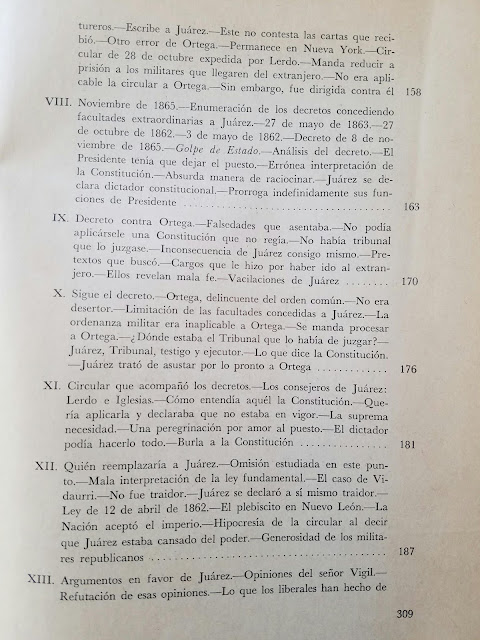 tureros.—Escribe a Juárez.—Este no contesta las cartas que reci-
bió.—Otro error de Ortega.—Permanece en Nueva York.—Cir-
cular de 28 de octubre expedida por Lerdo.—Manda reducir a
prisión a los militares que llegaren del extranjero.—No era apli-
cable la circular a Ortega.—Sin embargo, fue dirigida contra él 158
VIII. Noviembre de 1865.—Enumeración de los decretos concediendo
facultades extraordinarias a Juárez.—27 de mayo de 1863.—27
de octubre de 1862.—3 de mayo de 1862.—Decreto de 8 de no-
viembre de 1865.—Golpe de Estado.—Análisis del decreto.—El
Presidente tenía que dejar el puesto.—Errónea interpretación de
la Constitución.—Absurda manera de raciocinar.—Juárez se de-
clara dictador constitucional.—Prorroga indefinidamente sus fun-
ciones de Presidente .......................... 163
IX. Decreto contra Ortega.—Falsedades que asentaba.—No podía
aplicársele una Constitución que no regía.—No había tribunal
que lo juzgase.—Inconsecuencia de Juárez consigo mismo.—Pre-
textos que buscó.—Cargos que le hizo por haber ido al extran-
jero.—Ellos revelan mala fe.—Vacilaciones de Juárez ........ 170
X. Sigue el decreto.—Ortega, delincuente del orden común.—No era
desertor.—Limitación de las facultades concedidas a Juárez.—La
ordenanza militar era inaplicable a Ortega.—Se manda procesar
a Ortega.—¿Dónde estaba el Tribunal que lo había de juzgar?—
Juárez, Tribunal, testigo y ejecutor.—Lo que dice la Constitución.
—Juárez trató de asustar por lo pronto a Ortega ............ 176
XI. Circular que acompañó los decretos.—Los consejeros de Juárez:
Lerdo e Iglesias.—Cómo entendía aquél la Constitución.—Que-
ría aplicarla y declaraba que no estaba en vigor.—La suprema
necesidad.—Una peregrinación por amor al puesto.—El dictador
podía hacerlo todo.—Burla a la Constitución ............... 181
XII. Quién reemplazaría a Juárez.—Omisión estudiada en este pun-
to.—Mala interpretación de la ley fundamental.—El caso de Vi-
daurri.—No fue traidor.—Juárez se declaró a sí mismo traidor.—
Ley de 12 de abril de 1862.—El plebiscito en Nuevo León.—La
Nación aceptó el imperio.—Hipocresía de la circular al decir
que Juárez estaba cansado del poder.—Generosidad de los milita-
res republicanos .................................. 187
XIII. Argumentos en favor de Juárez.—Opiniones del señor Vigil.—
Refutación de esas opiniones.—Lo que los liberales han hecho de
309